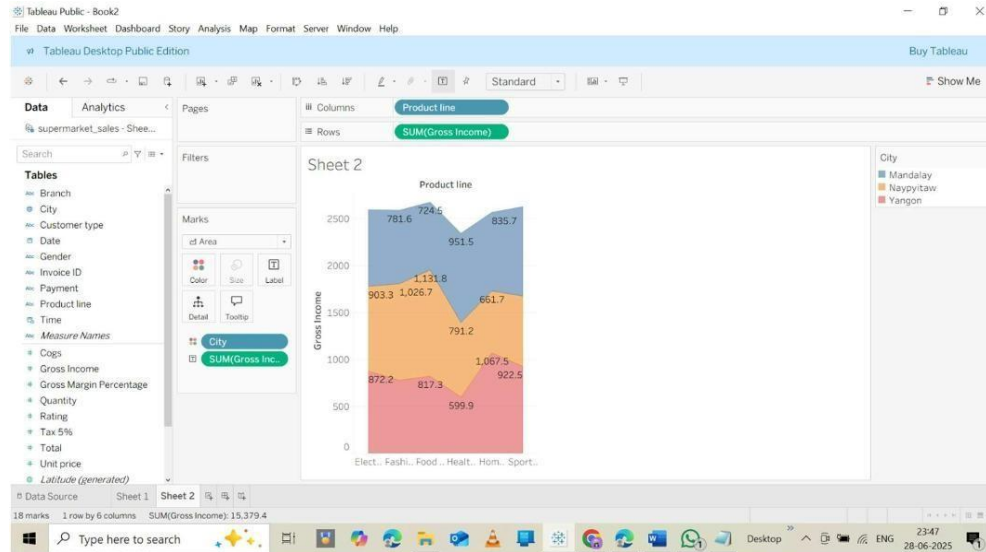 Tableau Public - Book2
File Data Worksheet Dashboard Story Analysis Map Format Server Window Help
Tableau Desktop Public Edition
Buy Tableau
Standard
Show Me
Data Analytics
supermarket_sales - Shee...
Search
Tables
Abc Branch
City
Abc Customer type
Date
Abc Gender
Abc Invoice ID
Abc Payment
Abc Product line
Time
Abc Measure Names
Cogs
Gross Income
Gross Margin Percentage
Quantity
Rating
Tax 5%
Total
Unit price
Latitude (generated)
Pages
Filters
Marks
Area
Color Size Label
Detail Tooltip
City
SUM(Gross Inc..
Columns Product line
Rows SUM(Gross Income)
Sheet 2
Product line
Gross Income
2500
2000
1500
1000
500
0
781.6 724.5 835.7
951.5
1,131.8
903.3 1,026.7 661.7
791.2
1,067.5
872.2 817.3 922.5
599.9
Elect.. Fashi.. Food .. Healt.. Hom.. Sport..
City
Mandalay
Naypyitaw
Yangon
Data Source Sheet 1 Sheet 2
18 marks 1 row by 6 columns SUM(Gross Income): 15,379.4
Type here to search
Desktop
ENG
23:47
28-06-2025